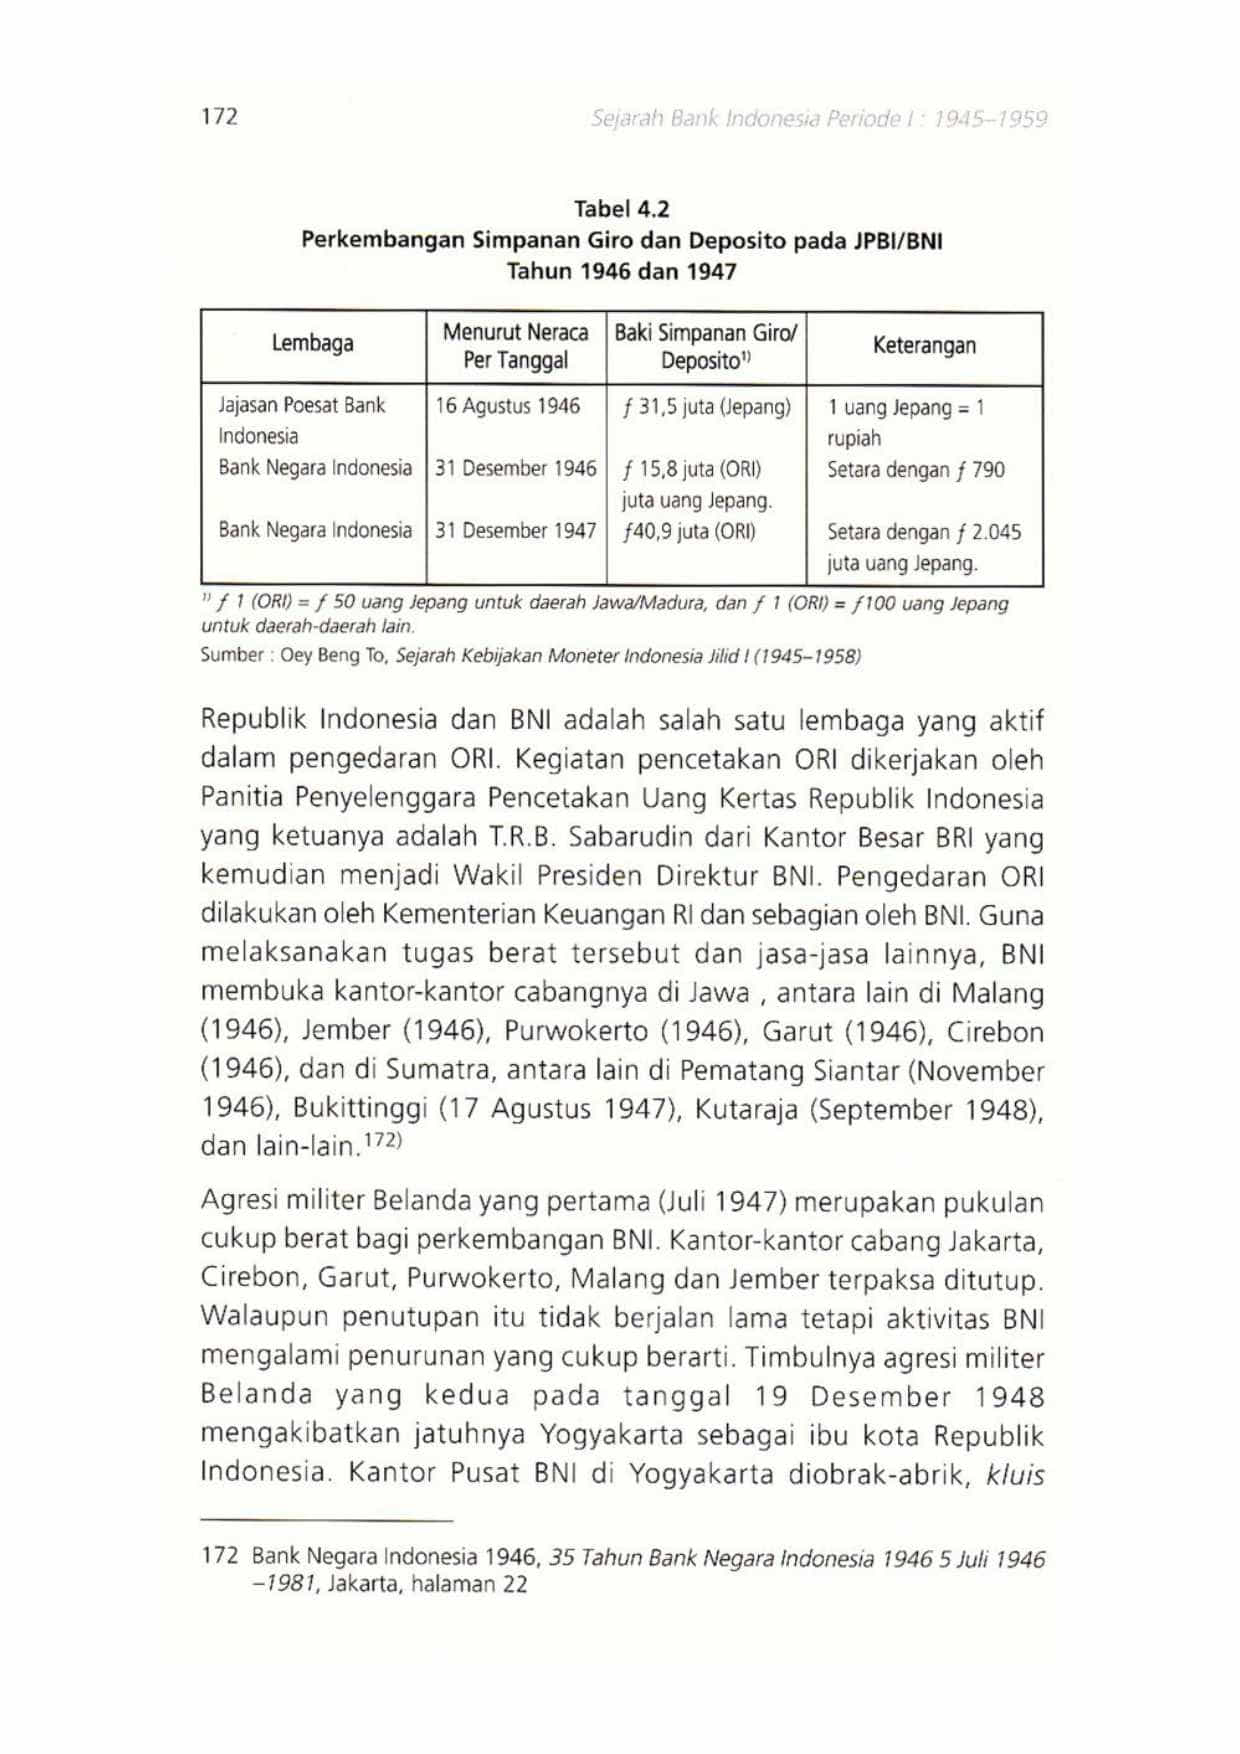 172
Sejarah Bank Indonesia Periode I : 1945–1959
Tabel 4.2
Perkembangan Simpanan Giro dan Deposito pada JPBI/BNI
Tahun 1946 dan 1947
Lembaga
Menurut Neraca
Per Tanggal
Baki Simpanan Giro/
Deposito¹⁾
Keterangan
Jajasan Poesat Bank
Indonesia
16 Agustus 1946
ƒ 31,5 juta (Jepang)
1 uang Jepang = 1
rupiah
Bank Negara Indonesia
31 Desember 1946
ƒ 15,8 juta (ORI)
juta uang Jepang.
Setara dengan ƒ 790
Bank Negara Indonesia
31 Desember 1947
ƒ40,9 juta (ORI)
Setara dengan ƒ 2.045
juta uang Jepang.
¹⁾ ƒ 1 (ORI) = ƒ 50 uang Jepang untuk daerah Jawa/Madura, dan ƒ 1 (ORI) = ƒ100 uang Jepang
untuk daerah-daerah lain.
Sumber : Oey Beng To, Sejarah Kebijakan Moneter Indonesia Jilid I (1945–1958)
Republik Indonesia dan BNI adalah salah satu lembaga yang aktif
dalam pengedaran ORI. Kegiatan pencetakan ORI dikerjakan oleh
Panitia Penyelenggara Pencetakan Uang Kertas Republik Indonesia
yang ketuanya adalah T.R.B. Sabarudin dari Kantor Besar BRI yang
kemudian menjadi Wakil Presiden Direktur BNI. Pengedaran ORI
dilakukan oleh Kementerian Keuangan RI dan sebagian oleh BNI. Guna
melaksanakan tugas berat tersebut dan jasa-jasa lainnya, BNI
membuka kantor-kantor cabangnya di Jawa , antara lain di Malang
(1946), Jember (1946), Purwokerto (1946), Garut (1946), Cirebon
(1946), dan di Sumatra, antara lain di Pematang Siantar (November
1946), Bukittinggi (17 Agustus 1947), Kutaraja (September 1948),
dan lain-lain.¹⁷²⁾
Agresi militer Belanda yang pertama (Juli 1947) merupakan pukulan
cukup berat bagi perkembangan BNI. Kantor-kantor cabang Jakarta,
Cirebon, Garut, Purwokerto, Malang dan Jember terpaksa ditutup.
Walaupun penutupan itu tidak berjalan lama tetapi aktivitas BNI
mengalami penurunan yang cukup berarti. Timbulnya agresi militer
Belanda yang kedua pada tanggal 19 Desember 1948
mengakibatkan jatuhnya Yogyakarta sebagai ibu kota Republik
Indonesia. Kantor Pusat BNI di Yogyakarta diobrak-abrik, kluis
172 Bank Negara Indonesia 1946, 35 Tahun Bank Negara Indonesia 1946 5 Juli 1946
–1981, Jakarta, halaman 22